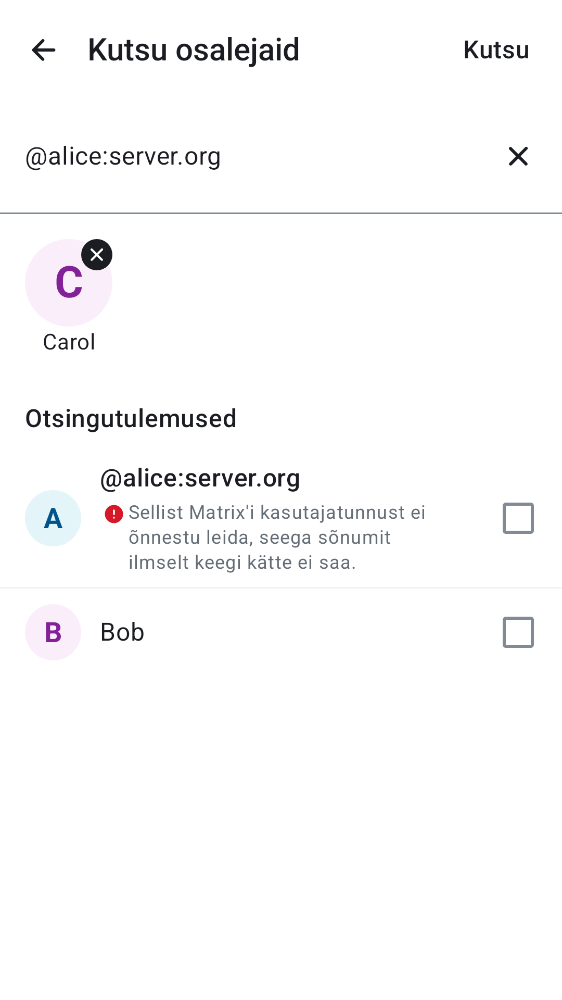 Kutsu osalejaid
Kutsu
@alice:server.org
C
Carol
Otsingutulemused
A
@alice:server.org
Sellist Matrix'i kasutajatunnust ei
õnnestu leida, seega sõnumit
ilmselt keegi kätte ei saa.
B
Bob